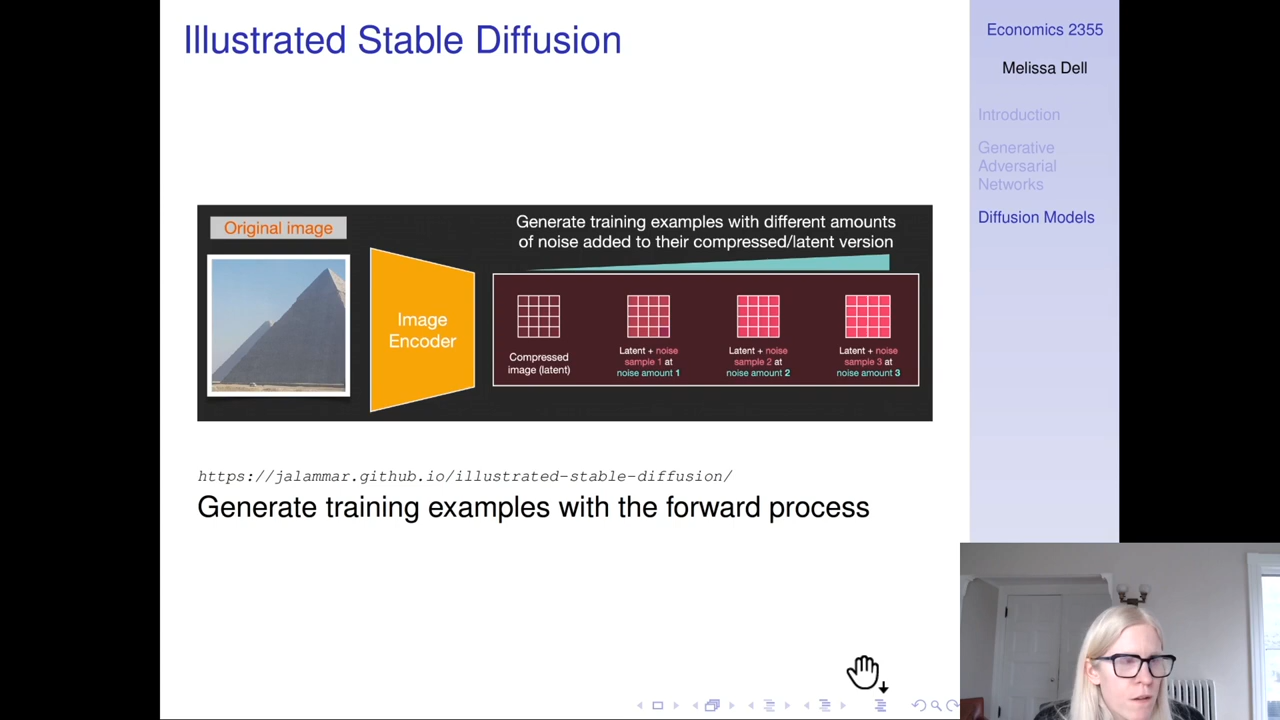 Illustrated Stable Diffusion
Original image
Image
Encoder
Generate training examples with different amounts
of noise added to their compressed/latent version
Compressed
image (latent)
Latent + noise
sample 1 at
noise amount 1
Latent + noise
sample 2 at
noise amount 2
Latent + noise
sample 3 at
noise amount 3
https://jalammar.github.io/illustrated-stable-diffusion/
Generate training examples with the forward process
Economics 2355
Melissa Dell
Introduction
Generative
Adversarial
Networks
Diffusion Models